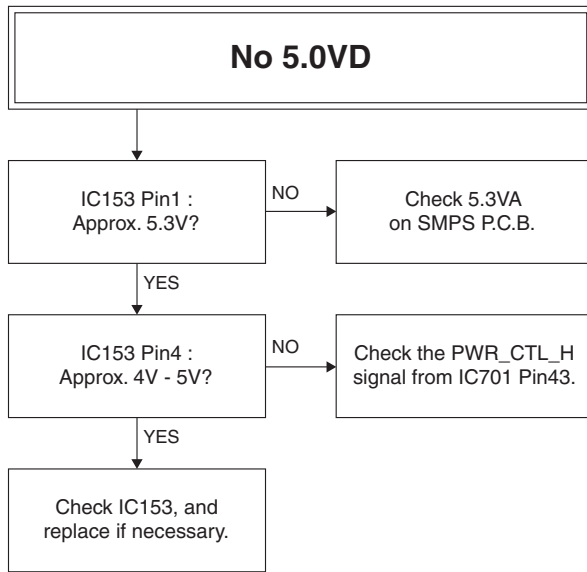 No 5.0VD
IC153 Pin1 :
Approx. 5.3V?
NO
Check 5.3VA
on SMPS P.C.B.
YES
IC153 Pin4 :
Approx. 4V - 5V?
NO
Check the PWR_CTL_H
signal from IC701 Pin43.
YES
Check IC153, and
replace if necessary.